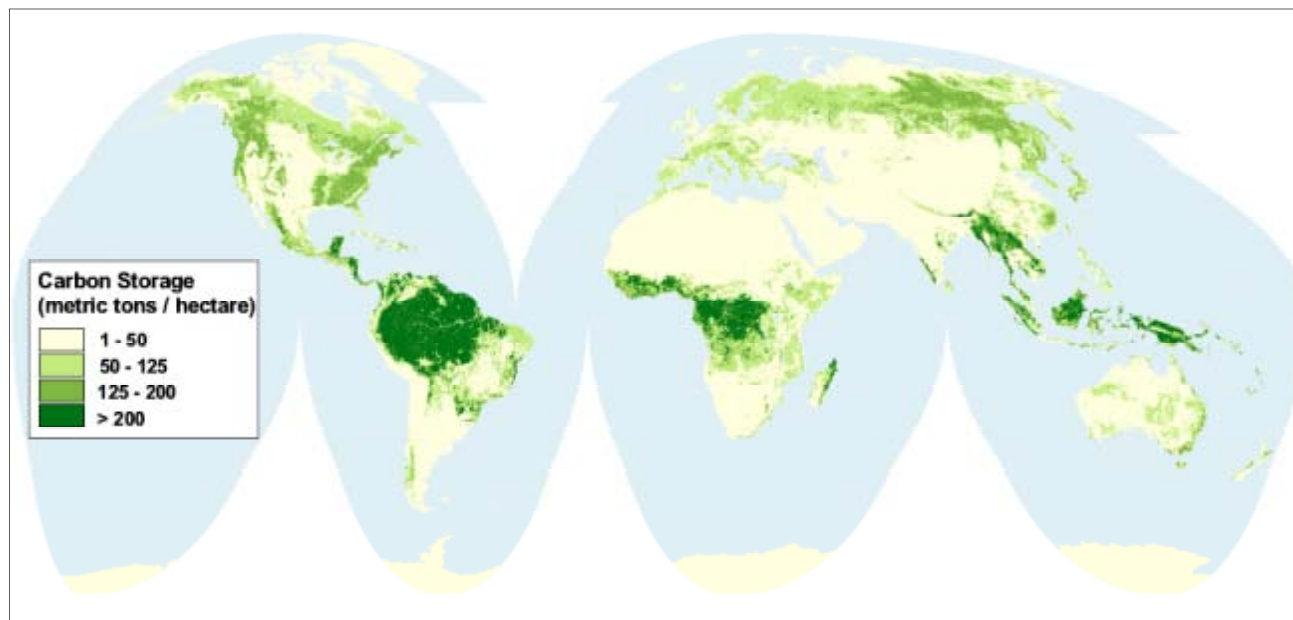 Carbon Storage
(metric tons / hectare)
1 - 50
50 - 125
125 - 200
> 200